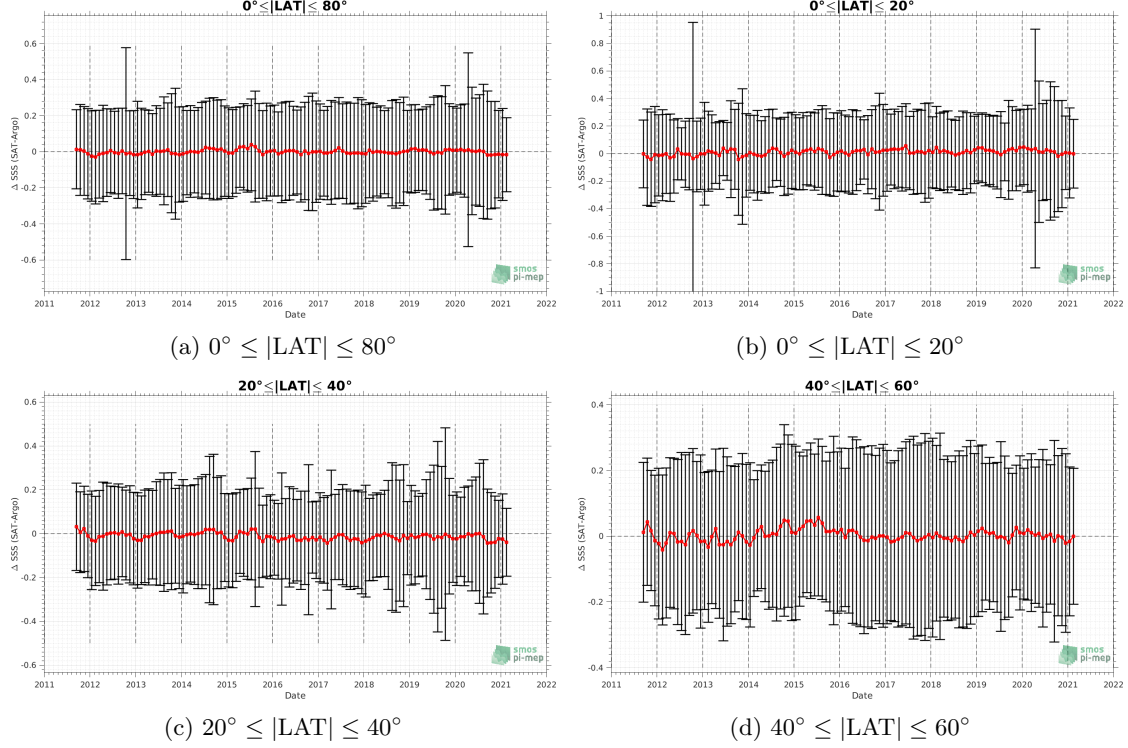 0°≤|LAT|≤ 80°
Δ SSS (SAT-Argo)
0.6
0.4
0.2
0
-0.2
-0.4
-0.6
smos
pi-mep
2011 2012 2013 2014 2015 2016 2017 2018 2019 2020 2021 2022
Date
(a) 0° ≤ |LAT| ≤ 80°
0°≤|LAT|≤ 20°
Δ SSS (SAT-Argo)
1
0.8
0.6
0.4
0.2
0
-0.2
-0.4
-0.6
-0.8
-1
smos
pi-mep
2011 2012 2013 2014 2015 2016 2017 2018 2019 2020 2021 2022
Date
(b) 0° ≤ |LAT| ≤ 20°
20°≤|LAT|≤ 40°
Δ SSS (SAT-Argo)
0.6
0.4
0.2
0
-0.2
-0.4
-0.6
smos
pi-mep
2011 2012 2013 2014 2015 2016 2017 2018 2019 2020 2021 2022
Date
(c) 20° ≤ |LAT| ≤ 40°
40°≤|LAT|≤ 60°
Δ SSS (SAT-Argo)
0.4
0.2
0
-0.2
-0.4
smos
pi-mep
2011 2012 2013 2014 2015 2016 2017 2018 2019 2020 2021 2022
Date
(d) 40° ≤ |LAT| ≤ 60°